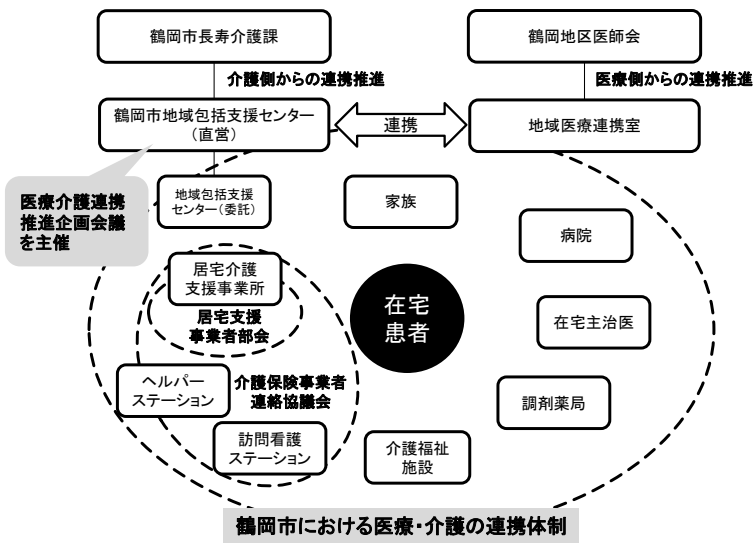 鶴岡市長寿介護課
鶴岡地区医師会
介護側からの連携推進
医療側からの連携推進
鶴岡市地域包括支援センター
(直営)
連携
地域医療連携室
医療介護連携
推進企画会議
を主催
地域包括支援
センター(委託)
家族
病院
居宅介護
支援事業所
居宅支援
事業者部会
在宅
患者
在宅主治医
ヘルパー
ステーション
介護保険事業者
連絡協議会
調剤薬局
訪問看護
ステーション
介護福祉
施設
鶴岡市における医療・介護の連携体制